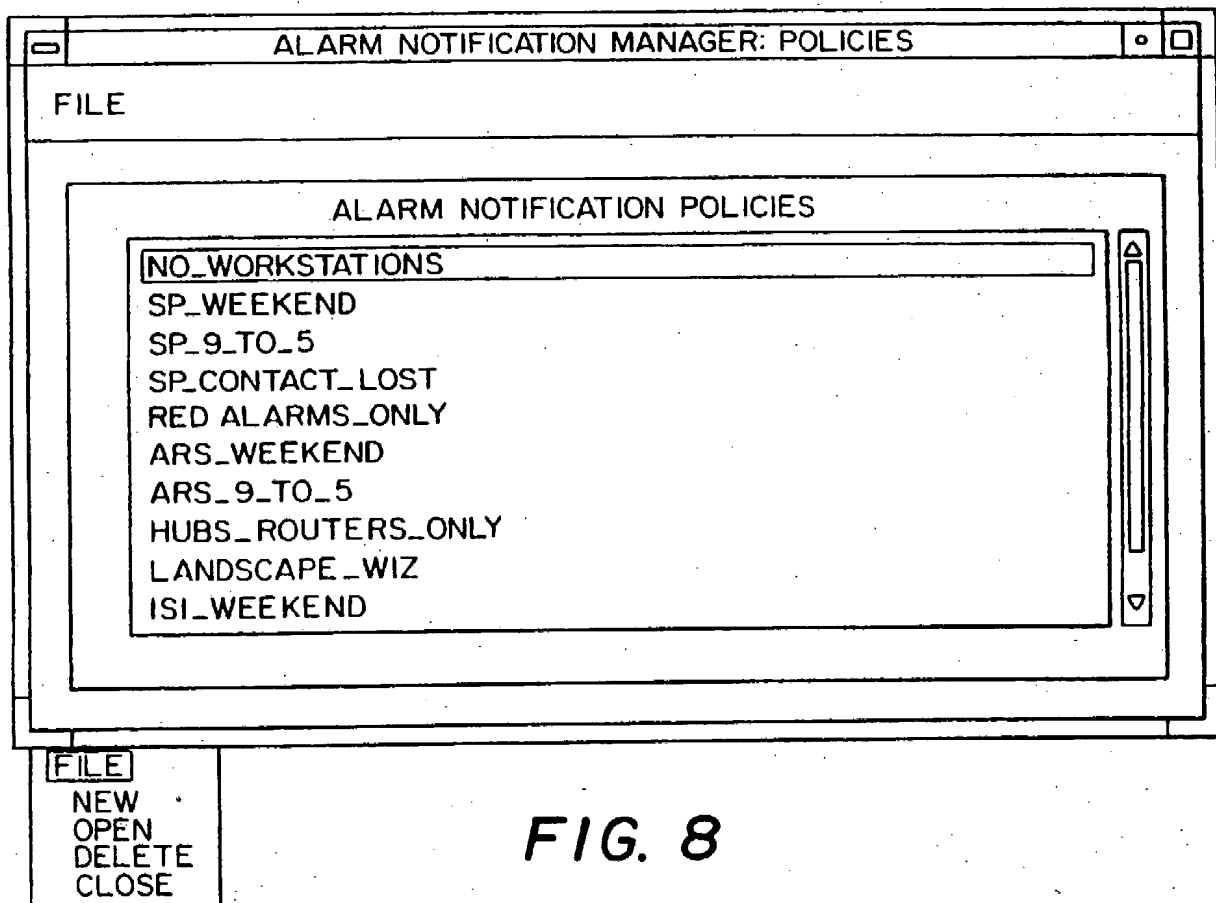 ALARM NOTIFICATION MANAGER: POLICIES
FILE
ALARM NOTIFICATION POLICIES
NO_WORKSTATIONS
SP_WEEKEND
SP_9_TO_5
SP_CONTACT_LOST
RED ALARMS_ONLY
ARS_WEEKEND
ARS_9_TO_5
HUBS_ROUTERS_ONLY
LANDSCAPE_WIZ
ISI_WEEKEND
FILE
NEW
OPEN
DELETE
CLOSE
FIG. 8